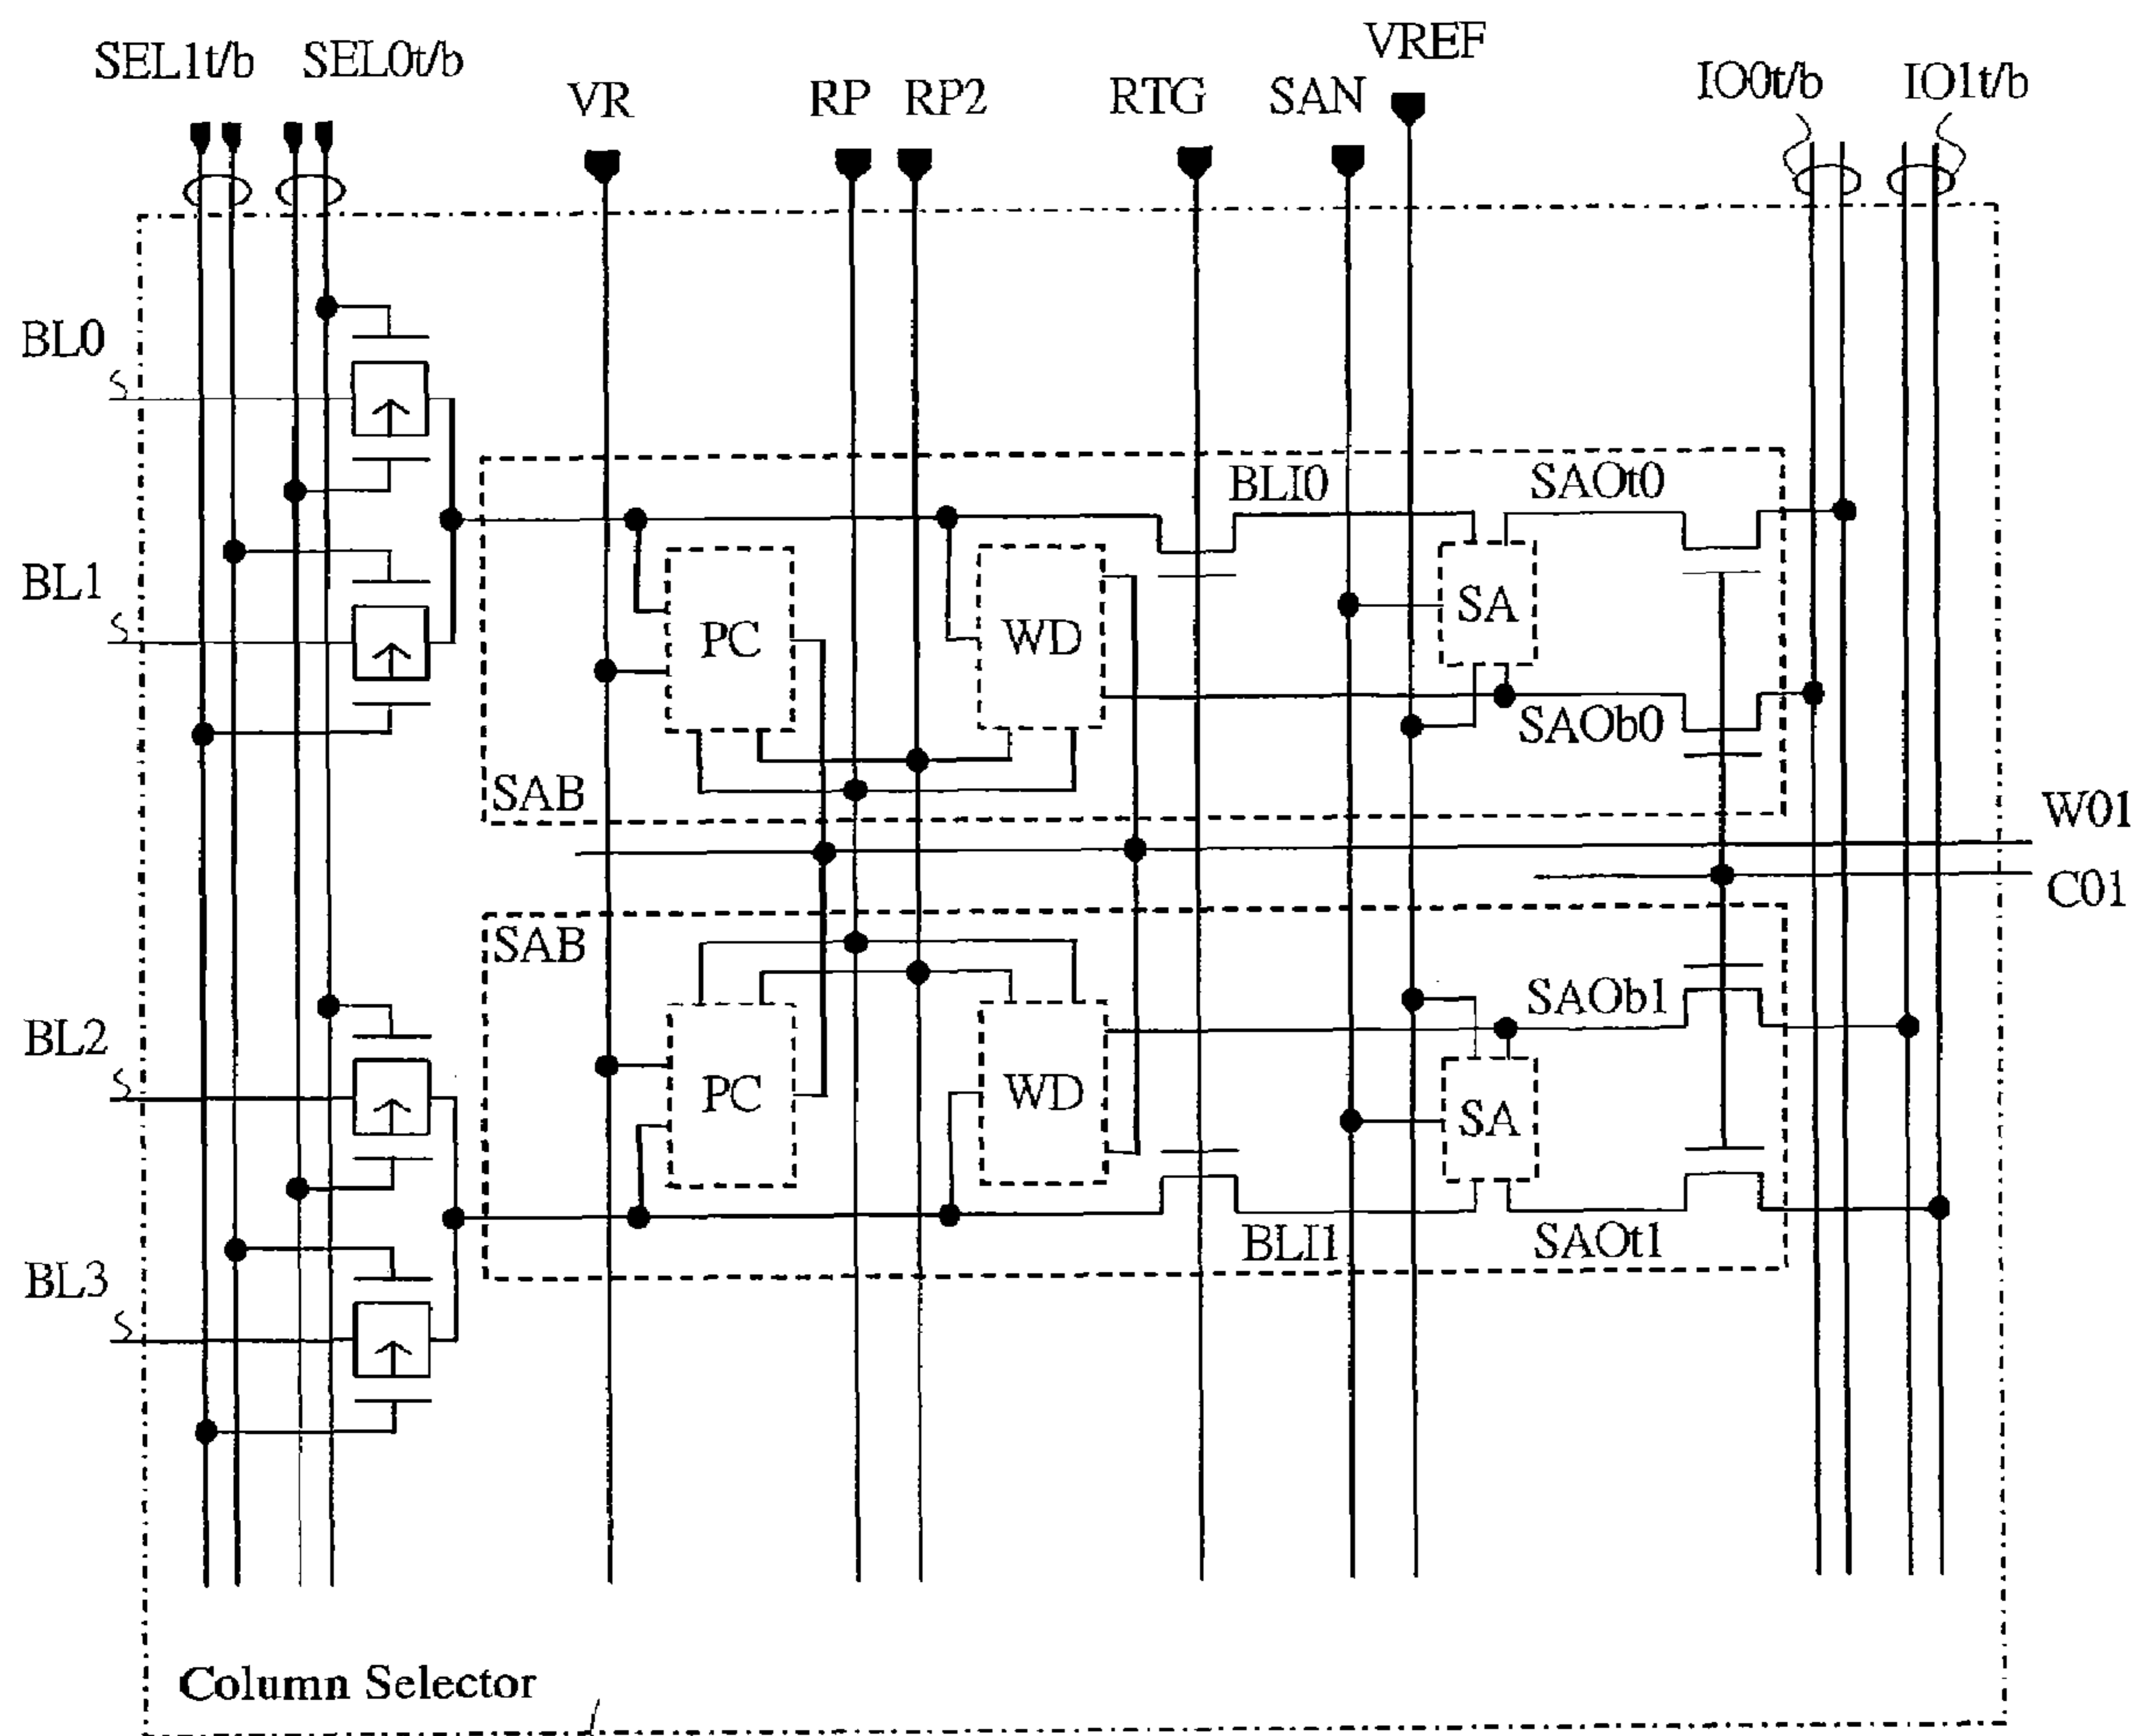 SEL1t/b
SEL0t/b
VR
RP
RP2
RTG
SAN
VREF
IO0t/b
IO1t/b
BL0
BL1
BLI0
SAOt0
PC
WD
SA
SAOb0
SAB
W01
C01
SAB
SAOb1
BL2
PC
WD
SA
BLI1
SAOt1
BL3
Column Selector